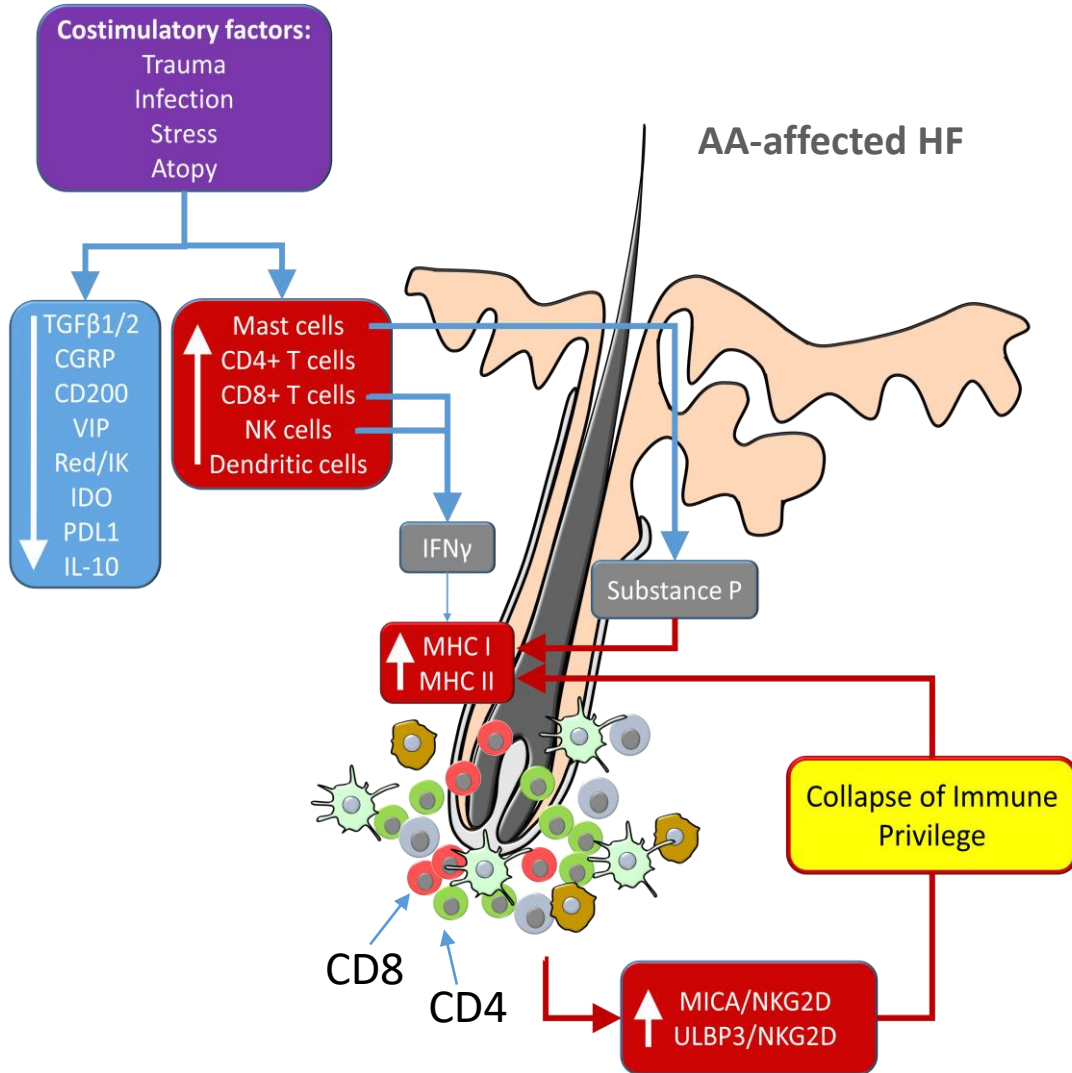 Costimulatory factors:
Trauma
Infection
Stress
Atopy
AA-affected HF
TGFβ1/2
CGRP
CD200
VIP
Red/IK
IDO
PDL1
IL-10
Mast cells
CD4+ T cells
CD8+ T cells
NK cells
Dendritic cells
IFNγ
Substance P
MHC I
MHC II
Collapse of Immune
Privilege
CD8
CD4
MICA/NKG2D
ULBP3/NKG2D